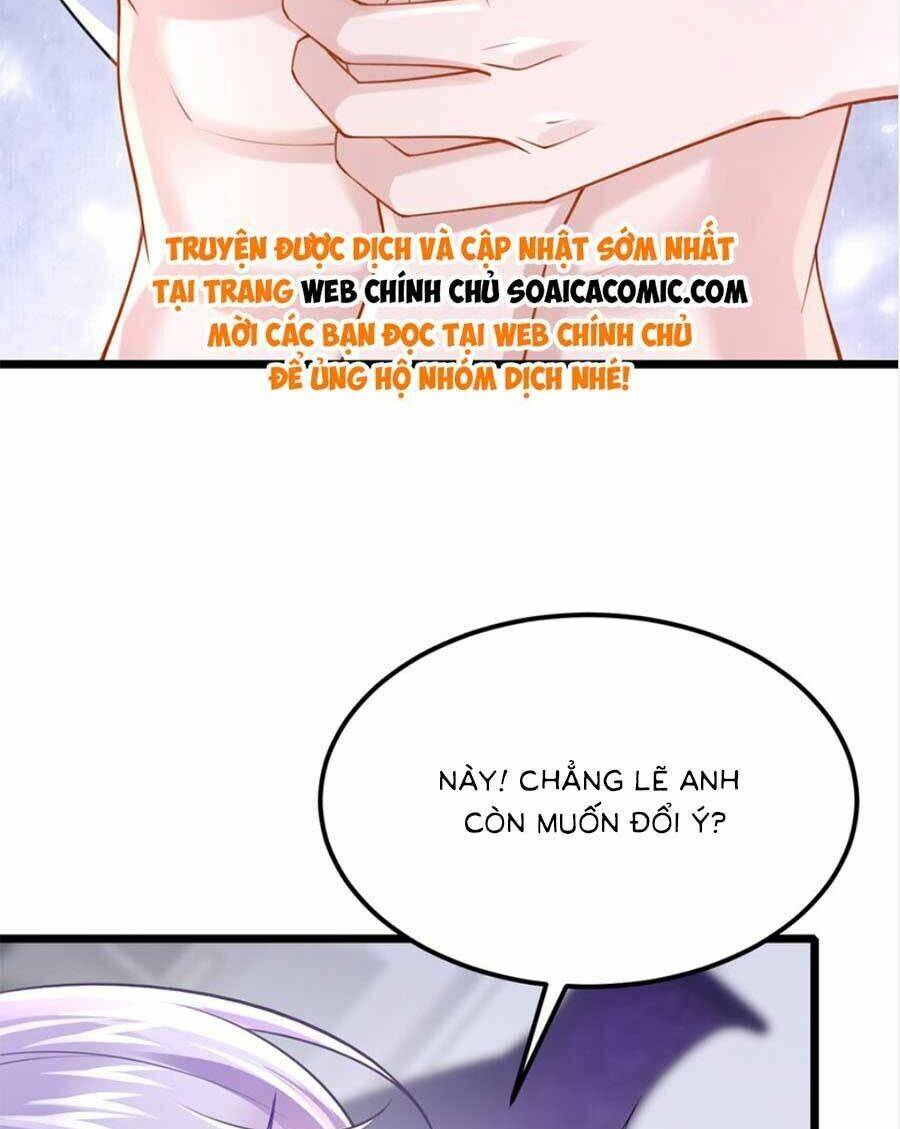 TRUYỆN ĐƯỢC DỊCH VÀ CẬP NHẬT SỚM NHẤT
TẠI TRANG WEB CHÍNH CHỦ SOAICACOMIC.COM
MỜI CÁC BẠN ĐỌC TẠI WEB CHÍNH CHỦ
ĐỂ ỦNG HỘ NHÓM DỊCH NHÉ!
NÀY! CHẲNG LẼ ANH
CÒN MUỐN ĐỔI Ý?